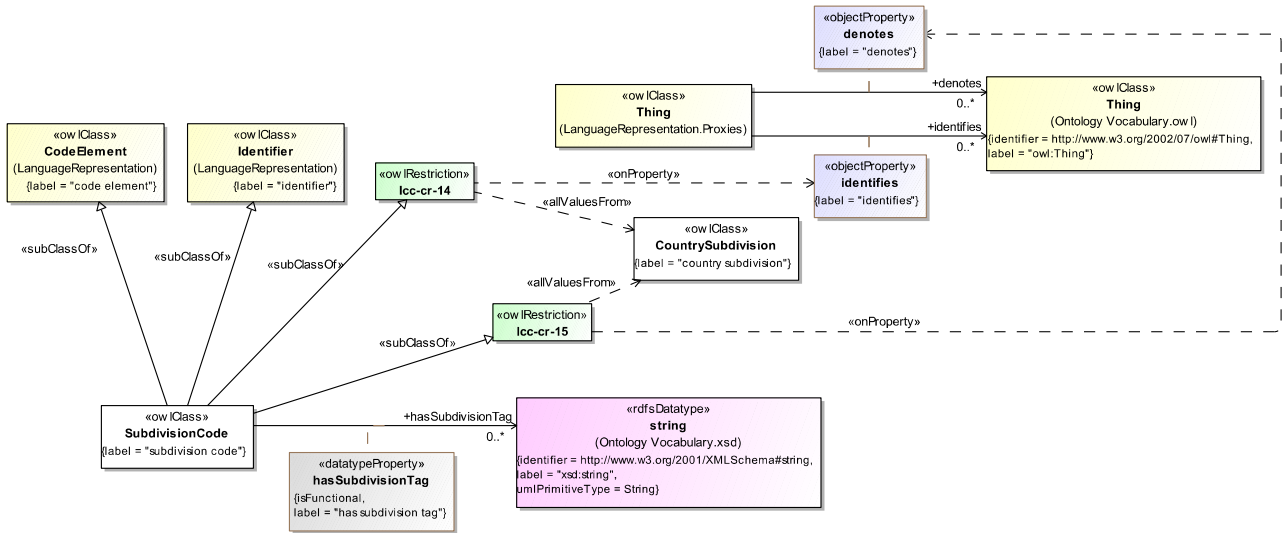 «objectProperty»
denotes
{label = "denotes"}
«owlClass»
Thing
(LanguageRepresentation.Proxies)
+denotes
0..*
+identifies
0..*
«owlClass»
Thing
(Ontology Vocabulary.owl)
{identifier = http://www.w3.org/2002/07/owl#Thing,
label = "owl:Thing"}
«owlClass»
CodeElement
(LanguageRepresentation)
{label = "code element"}
«owlClass»
Identifier
(LanguageRepresentation)
{label = "identifier"}
«owlRestriction»
lcc-cr-14
«onProperty»
«objectProperty»
identifies
{label = "identifies"}
«allValuesFrom»
«owlClass»
CountrySubdivision
{label = "country subdivision"}
«subClassOf»
«subClassOf»
«subClassOf»
«allValuesFrom»
«owlRestriction»
lcc-cr-15
«onProperty»
«subClassOf»
«owlClass»
SubdivisionCode
{label = "subdivision code"}
+hasSubdivisionTag
0..*
«rdfsDatatype»
string
(Ontology Vocabulary.xsd)
{identifier = http://www.w3.org/2001/XMLSchema#string,
label = "xsd:string",
umlPrimitiveType = String}
«datatypeProperty»
hasSubdivisionTag
{isFunctional,
label = "has subdivision tag"}